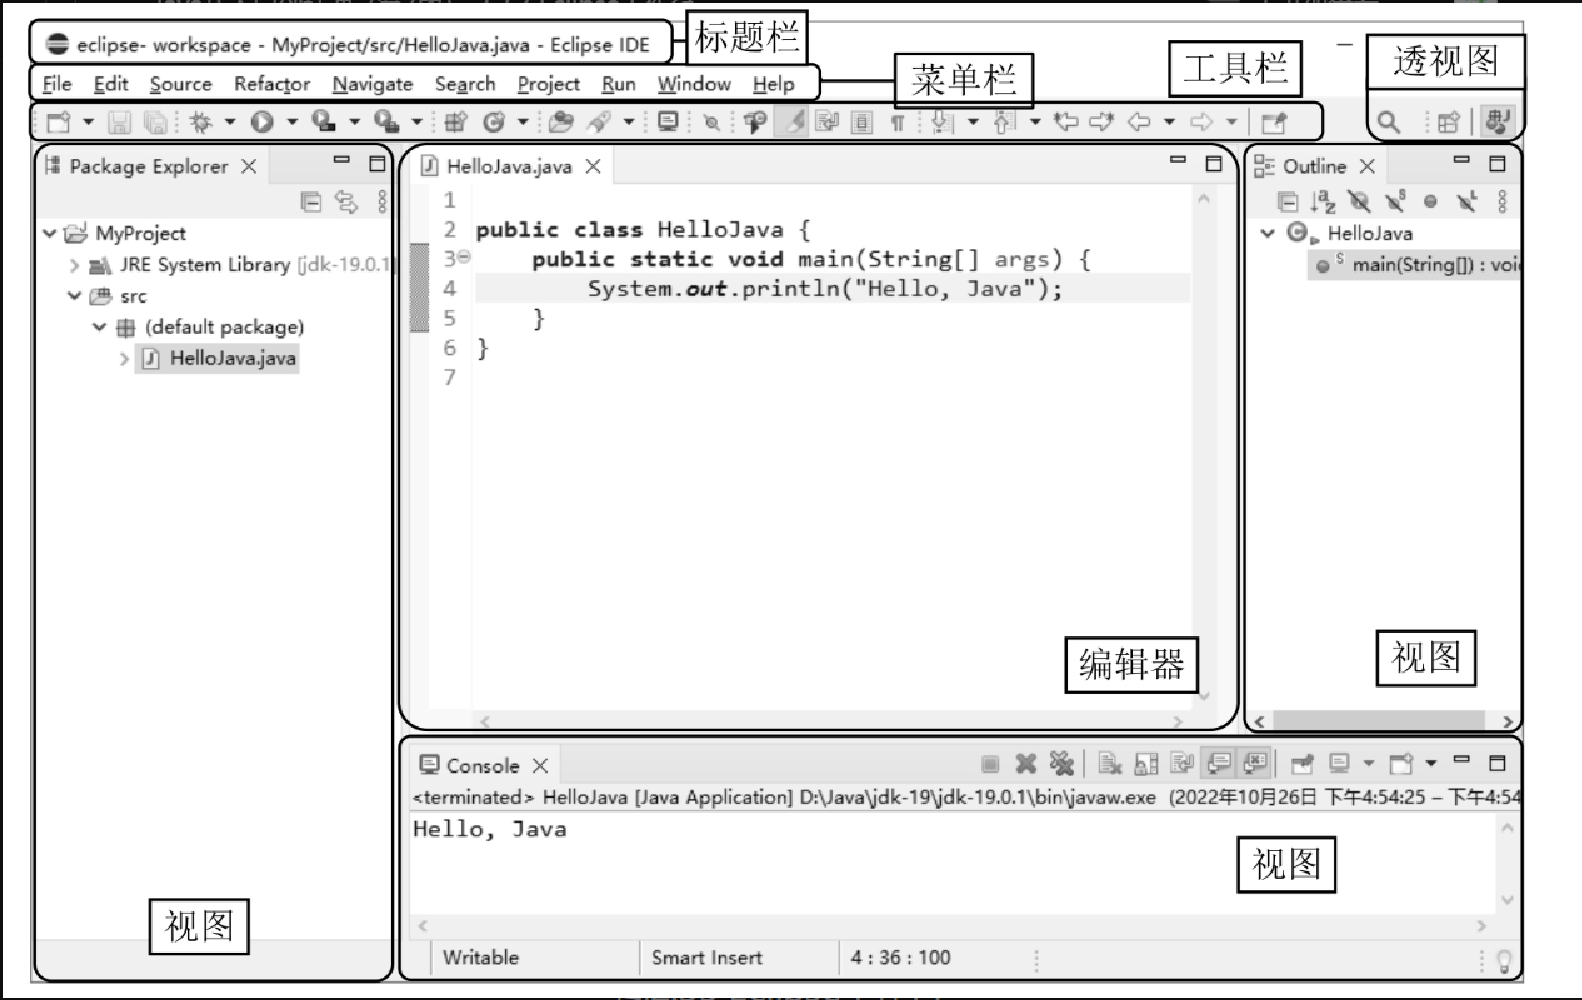 eclipse- workspace - MyProject/src/HelloJava.java - Eclipse IDE
标题栏
File Edit Source Refactor Navigate Search Project Run Window Help
菜单栏
工具栏
透视图
Package Explorer
MyProject
JRE System Library [jdk-19.0.1
src
(default package)
HelloJava.java
视图
HelloJava.java
1
2 public class HelloJava {
3 public static void main(String[] args) {
4 System.out.println("Hello, Java");
5 }
6 }
7
编辑器
Outline
HelloJava
main(String[]) : voi
视图
Console
<terminated> HelloJava [Java Application] D:\Java\jdk-19\jdk-19.0.1\bin\javaw.exe (2022年10月26日 下午4:54:25 – 下午4:54
Hello, Java
视图
Writable Smart Insert 4 : 36 : 100